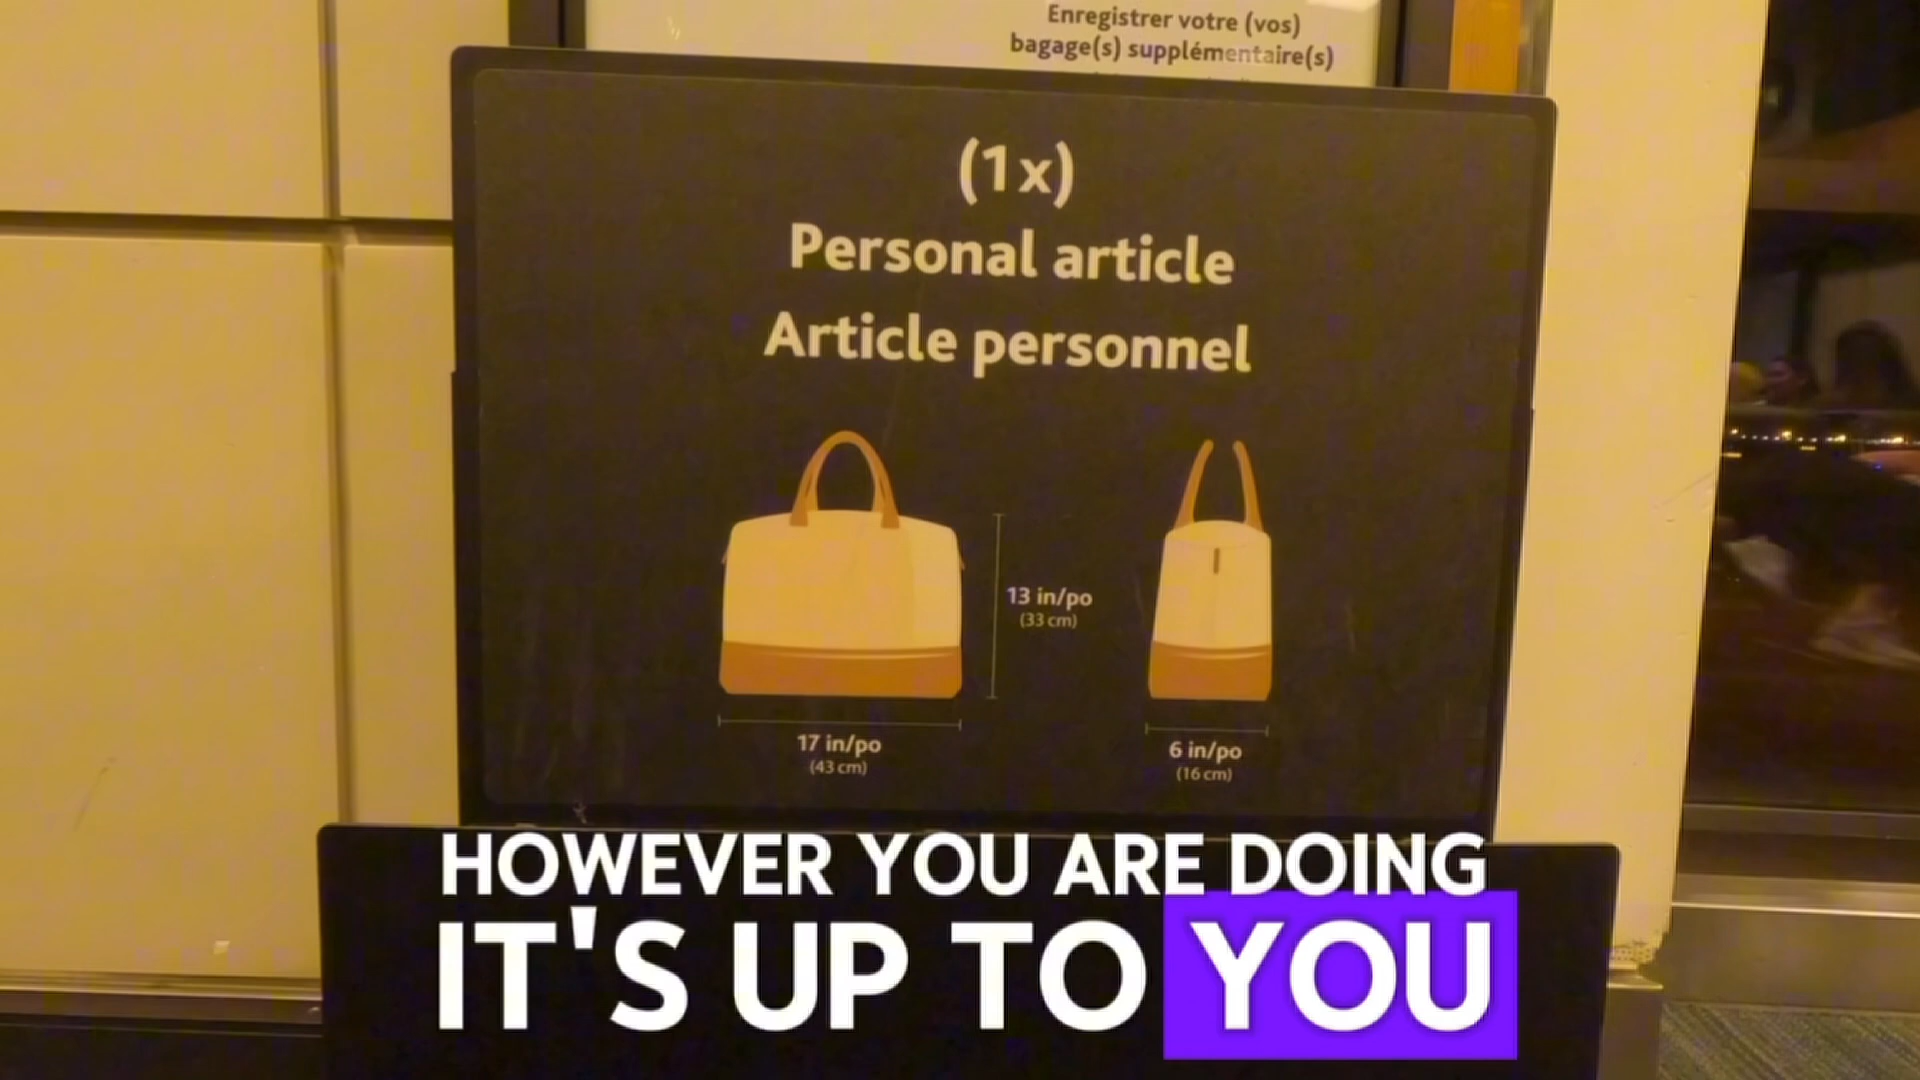 Enregistrer votre (vos)
bagage(s) supplémentaire(s)
(1x)
Personal article
Article personnel
13 in/po
(33 cm)
17 in/po
(43 cm)
6 in/po
(16 cm)
HOWEVER YOU ARE DOING
IT'S UP TO YOU